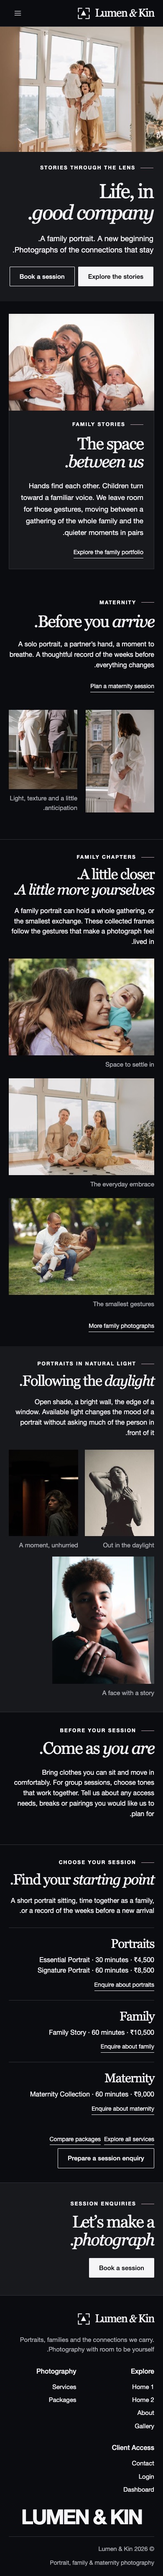 Lumen & Kin
STORIES THROUGH THE LENS
Life, in
.good company
.A family portrait. A new beginning
.Photographs of the connections that stay
Book a session
Explore the stories
FAMILY STORIES
The space
.between us
Hands find each other. Children turn
toward a familiar voice. We leave room
for those gestures, moving between a
gathering of the whole family and the
.quieter moments in pairs
Explore the family portfolio
MATERNITY
.Before you arrive
A solo portrait, a partner's hand, a moment to
breathe. A thoughtful record of the weeks before
.everything changes
Plan a maternity session
Light, texture and a little
.anticipation
FAMILY CHAPTERS
.A little closer
.A little more yourselves
A family portrait can hold a whole gathering, or
the smallest exchange. These collected frames
follow the gestures that make a photograph feel
.lived in
Space to settle in
The everyday embrace
The smallest gestures
More family photographs
PORTRAITS IN NATURAL LIGHT
.Following the daylight
Open shade, a bright wall, the edge of a
window. Available light changes the mood of a
portrait without asking much of the person in
.front of it
A moment, unhurried
Out in the daylight
A face with a story
BEFORE YOUR SESSION
.Come as you are
Bring clothes you can sit and move in
comfortably. For group sessions, choose tones
that work together. Tell us about any access
needs, breaks or pairings you would like us to
.plan for
CHOOSE YOUR SESSION
.Find your starting point
A short portrait sitting, time together as a family,
.or a record of the weeks before a new arrival
Portraits
Essential Portrait · 30 minutes · ₹4,500
Signature Portrait · 60 minutes · ₹8,500
Enquire about portraits
Family
Family Story · 60 minutes · ₹10,500
Enquire about family
Maternity
Maternity Collection · 60 minutes · ₹9,000
Enquire about maternity
Compare packages Explore all services
Prepare a session enquiry
SESSION ENQUIRIES
Let's make a
.photograph
Book a session
Lumen & Kin
Portraits, families and the connections we carry.
.Photography with room to be yourself
Photography
Services
Packages
Explore
Home 1
Home 2
About
Gallery
Client Access
Contact
Login
Dashboard
LUMEN & KIN
Lumen & Kin 2026 ©
Portrait, family & maternity photography